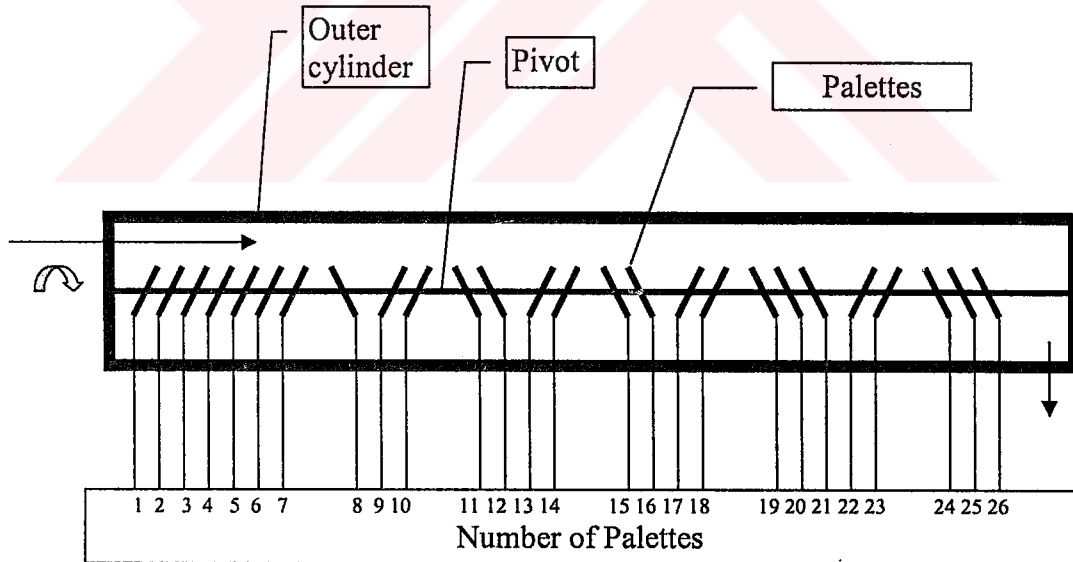 Outer
cylinder
Pivot
Palettes
1 2 3 4 5 6 7 8 9 10 11 12 13 14 15 16 17 18 19 20 21 22 23 24 25 26
Number of Palettes